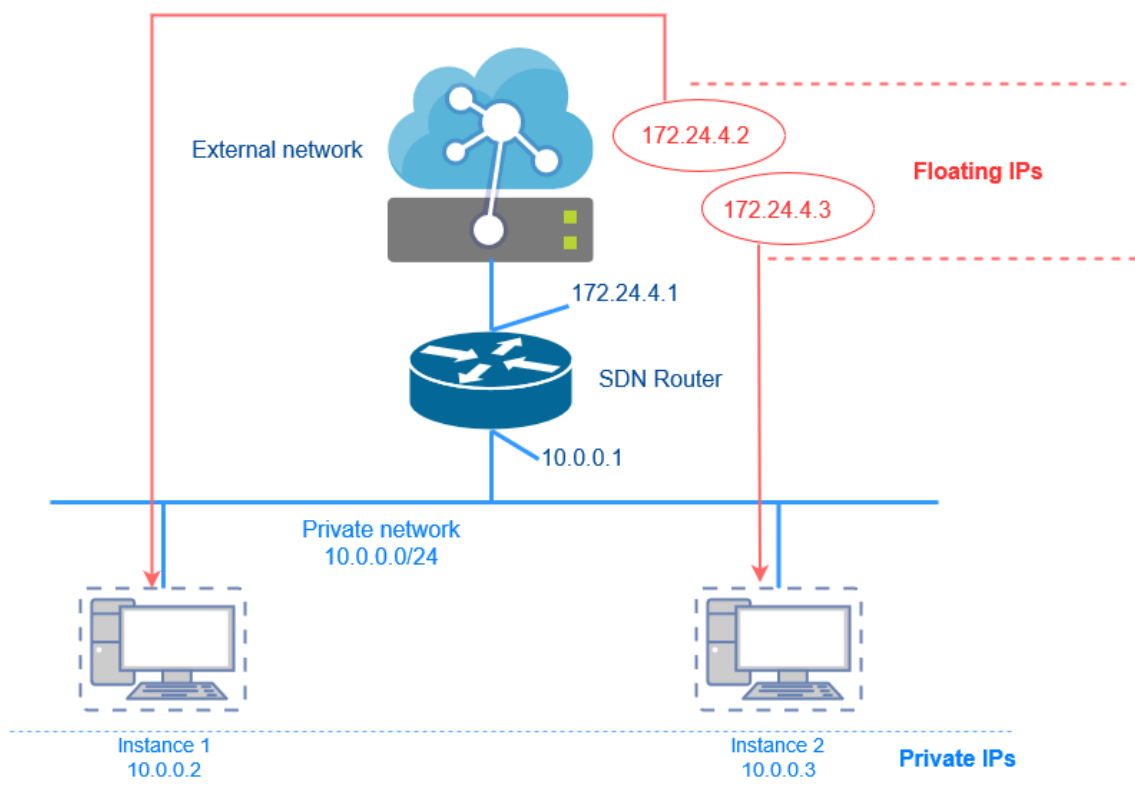 172.24.4.2
External network
Floating IPs
172.24.4.3
172.24.4.1
SDN Router
10.0.0.1
Private network
10.0.0.0/24
Instance 1
10.0.0.2
Instance 2
10.0.0.3
Private IPs